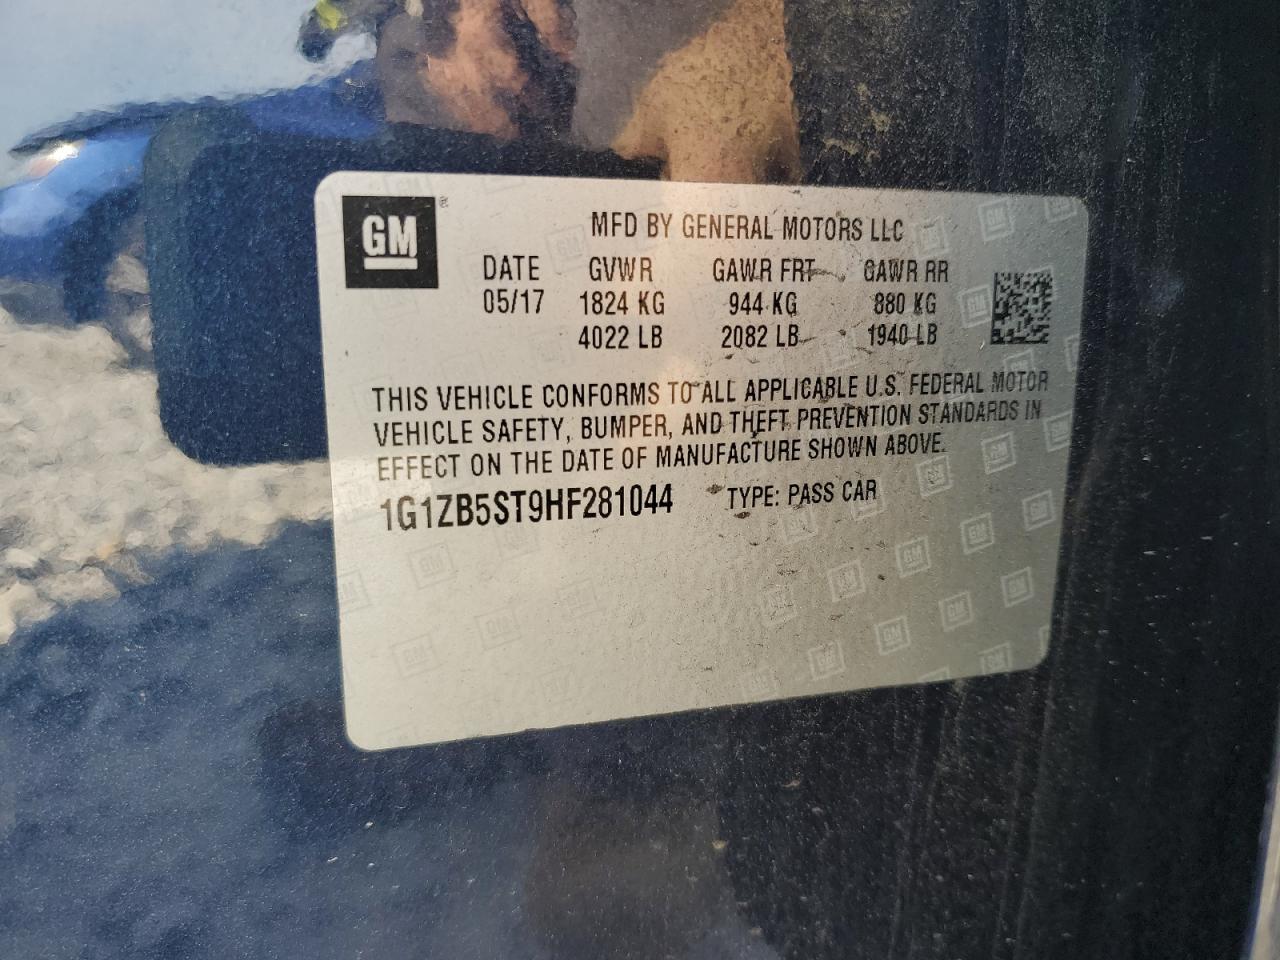 GM ®
MFD BY GENERAL MOTORS LLC
DATE GVWR GAWR FRT GAWR RR
05/17 1824 KG 944 KG 880 KG
4022 LB 2082 LB 1940 LB
THIS VEHICLE CONFORMS TO ALL APPLICABLE U.S. FEDERAL MOTOR
VEHICLE SAFETY, BUMPER, AND THEFT PREVENTION STANDARDS IN
EFFECT ON THE DATE OF MANUFACTURE SHOWN ABOVE.
1G1ZB5ST9HF281044 TYPE: PASS CAR